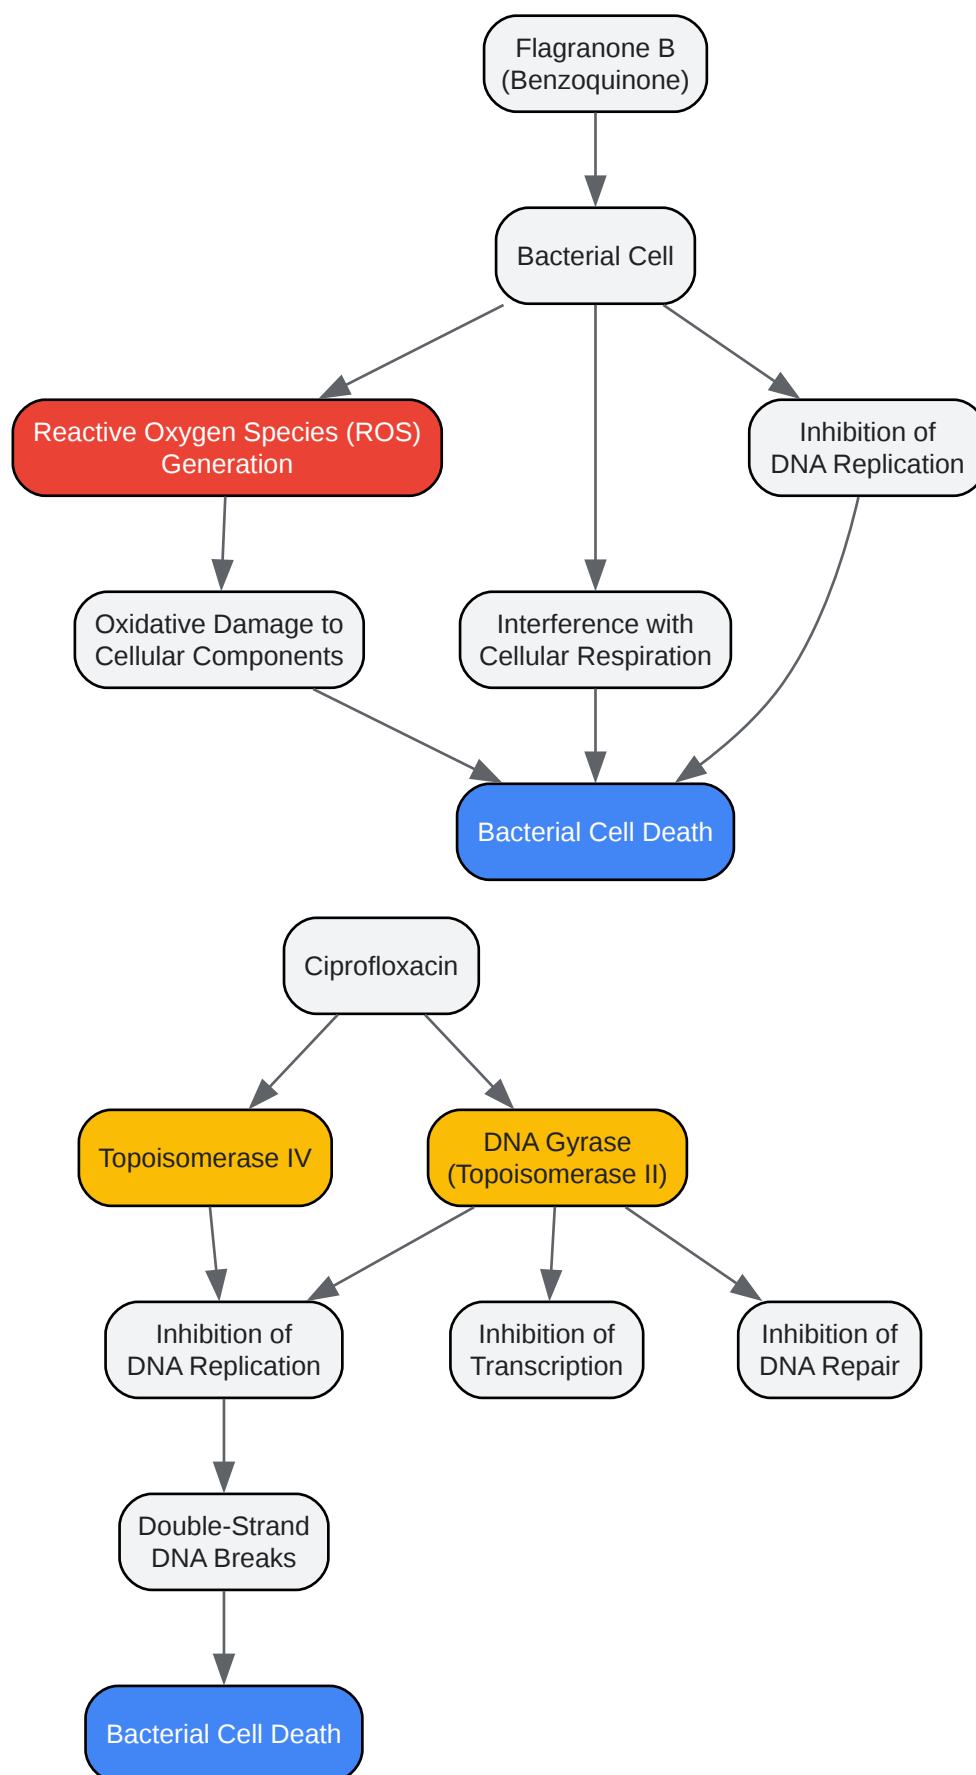 Flagranone B
(Benzoquinone)
Bacterial Cell
Reactive Oxygen Species (ROS)
Generation
Inhibition of
DNA Replication
Oxidative Damage to
Cellular Components
Interference with
Cellular Respiration
Bacterial Cell Death
Ciprofloxacin
Topoisomerase IV
DNA Gyrase
(Topoisomerase II)
Inhibition of
DNA Replication
Inhibition of
Transcription
Inhibition of
DNA Repair
Double-Strand
DNA Breaks
Bacterial Cell Death